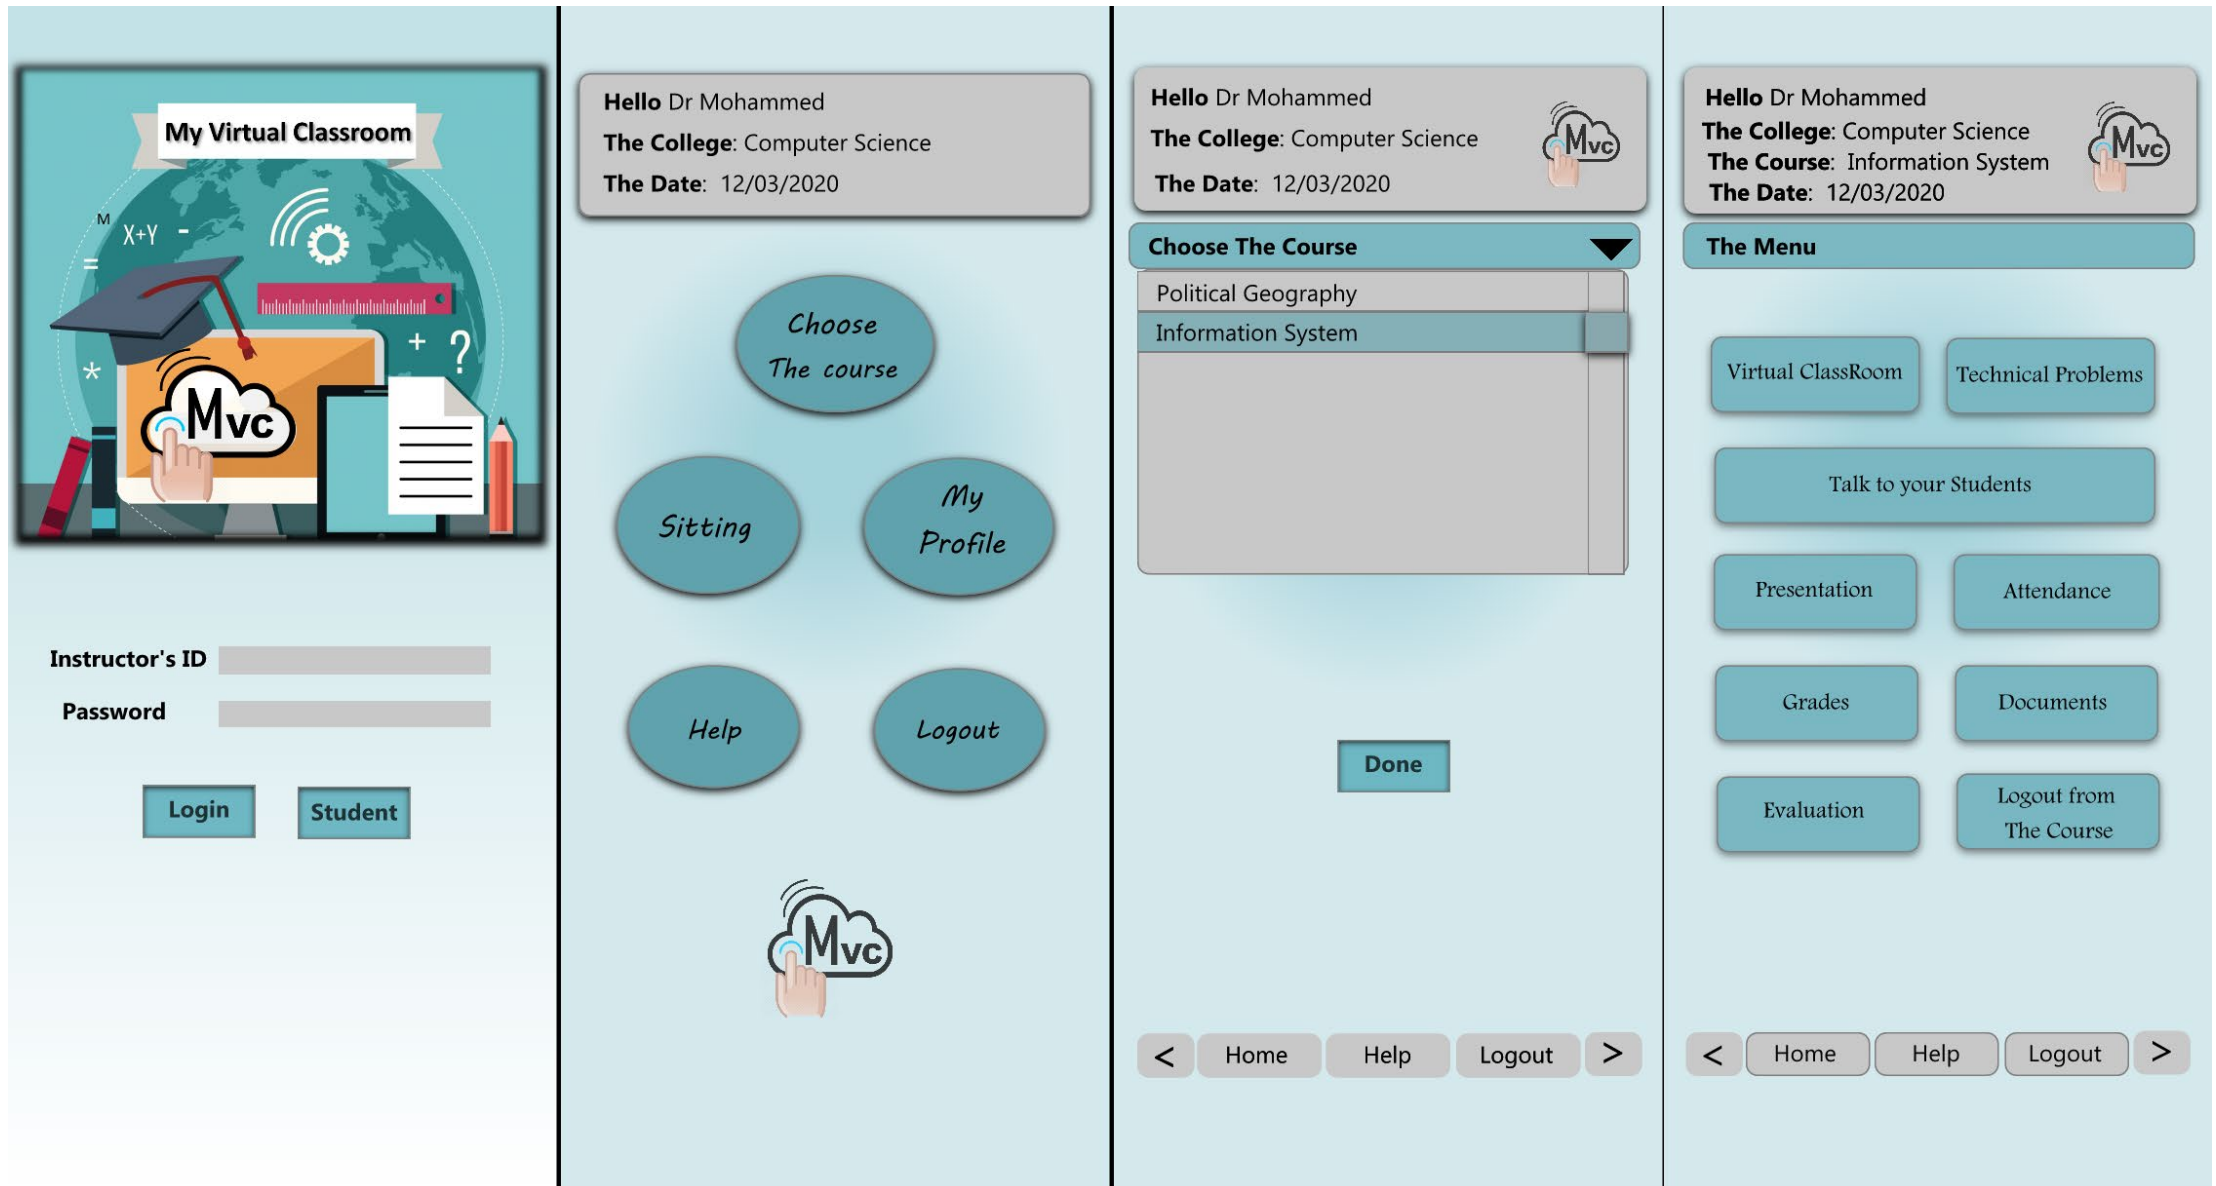 My Virtual Classroom
M
X+Y -
=
+ ?
*
Mvc
Instructor's ID
Password
Login
Student
Hello Dr Mohammed
The College: Computer Science
The Date: 12/03/2020
Choose
The course
Sitting
My
Profile
Help
Logout
Mvc
Hello Dr Mohammed
The College: Computer Science
The Date: 12/03/2020
Mvc
Choose The Course
Political Geography
Information System
Done
< Home Help Logout >
Hello Dr Mohammed
The College: Computer Science
The Course: Information System
The Date: 12/03/2020
Mvc
The Menu
Virtual ClassRoom
Technical Problems
Talk to your Students
Presentation
Attendance
Grades
Documents
Evaluation
Logout from
The Course
< Home Help Logout >